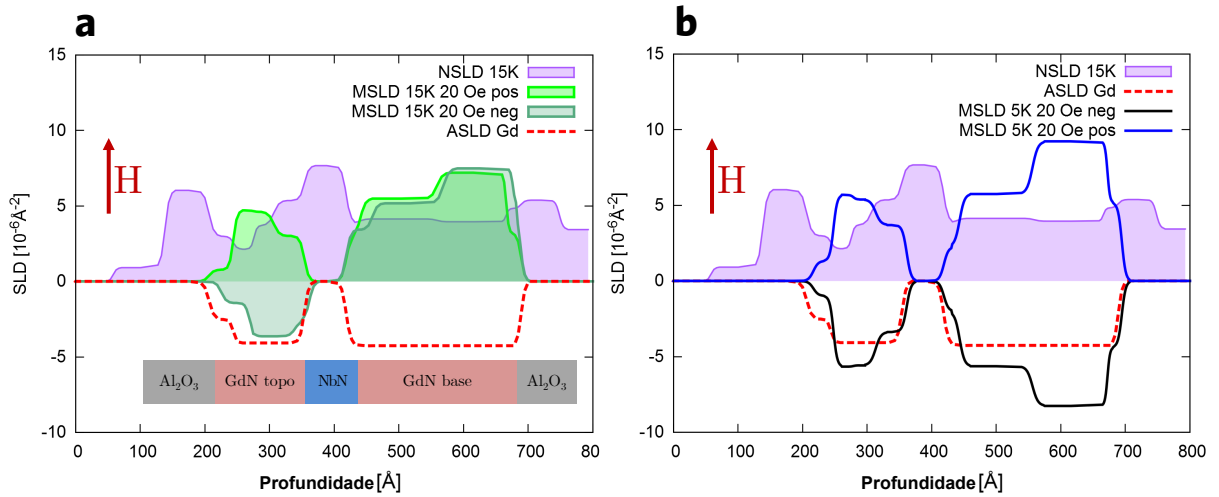 a
15
10
5
0
-5
-10
SLD [10-⁶Å-²]
NSLD 15K
MSLD 15K 20 Oe pos
MSLD 15K 20 Oe neg
ASLD Gd
H
Al₂O₃
GdN topo
NbN
GdN base
Al₂O₃
0 100 200 300 400 500 600 700 80
Profundidade[Å]
b
15
10
5
0
-5
-10
SLD [10-⁶Å-²]
NSLD 15K
ASLD Gd
MSLD 5K 20 Oe neg
MSLD 5K 20 Oe pos
H
0 100 200 300 400 500 600 700 800
Profundidade[Å]